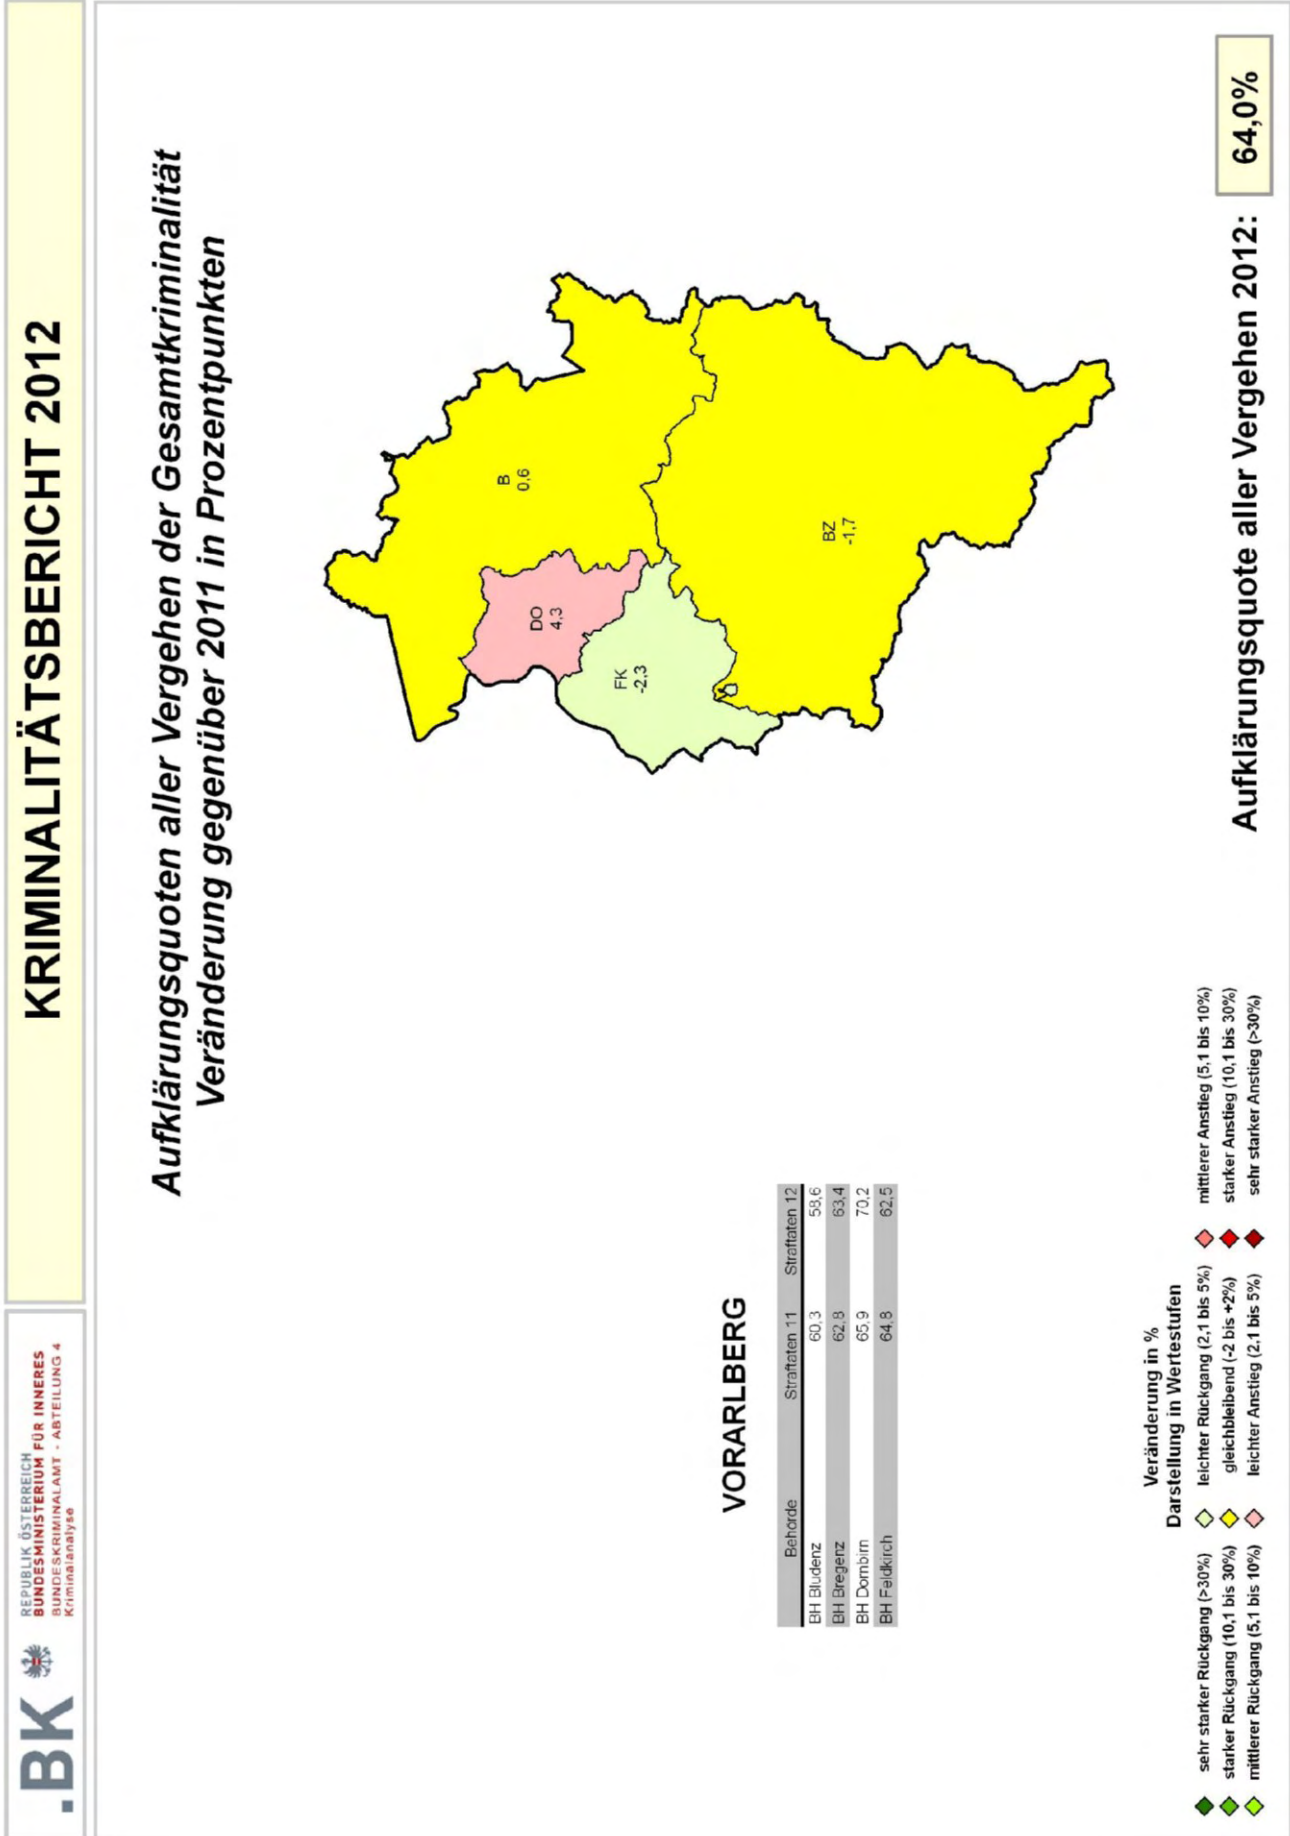 .BK
REPUBLIK ÖSTERREICH
BUNDESMINISTERIUM FÜR INNERES
BUNDESKRIMINALAMT - ABTEILUNG 4
Kriminalanalyse
KRIMINALITÄTSBERICHT 2012
Aufklärungsquoten aller Vergehen der Gesamtkriminalität
Veränderung gegenüber 2011 in Prozentpunkten
VORARLBERG
Behörde Straftaten 11 Straftaten 12
BH Bludenz 60,3 58,6
BH Bregenz 62,8 63,4
BH Dornbirn 65,9 70,2
BH Feldkirch 64,8 62,5
B
0,6
DO
4,3
FK
-2,3
BZ
-1,7
Veränderung in %
Darstellung in Wertestufen
sehr starker Rückgang (>30%) leichter Rückgang (2,1 bis 5%) mittlerer Anstieg (5,1 bis 10%)
starker Rückgang (10,1 bis 30%) gleichbleibend (-2 bis +2%) starker Anstieg (10,1 bis 30%)
mittlerer Rückgang (5,1 bis 10%) leichter Anstieg (2,1 bis 5%) sehr starker Anstieg (>30%)
Aufklärungsquote aller Vergehen 2012: 64,0%